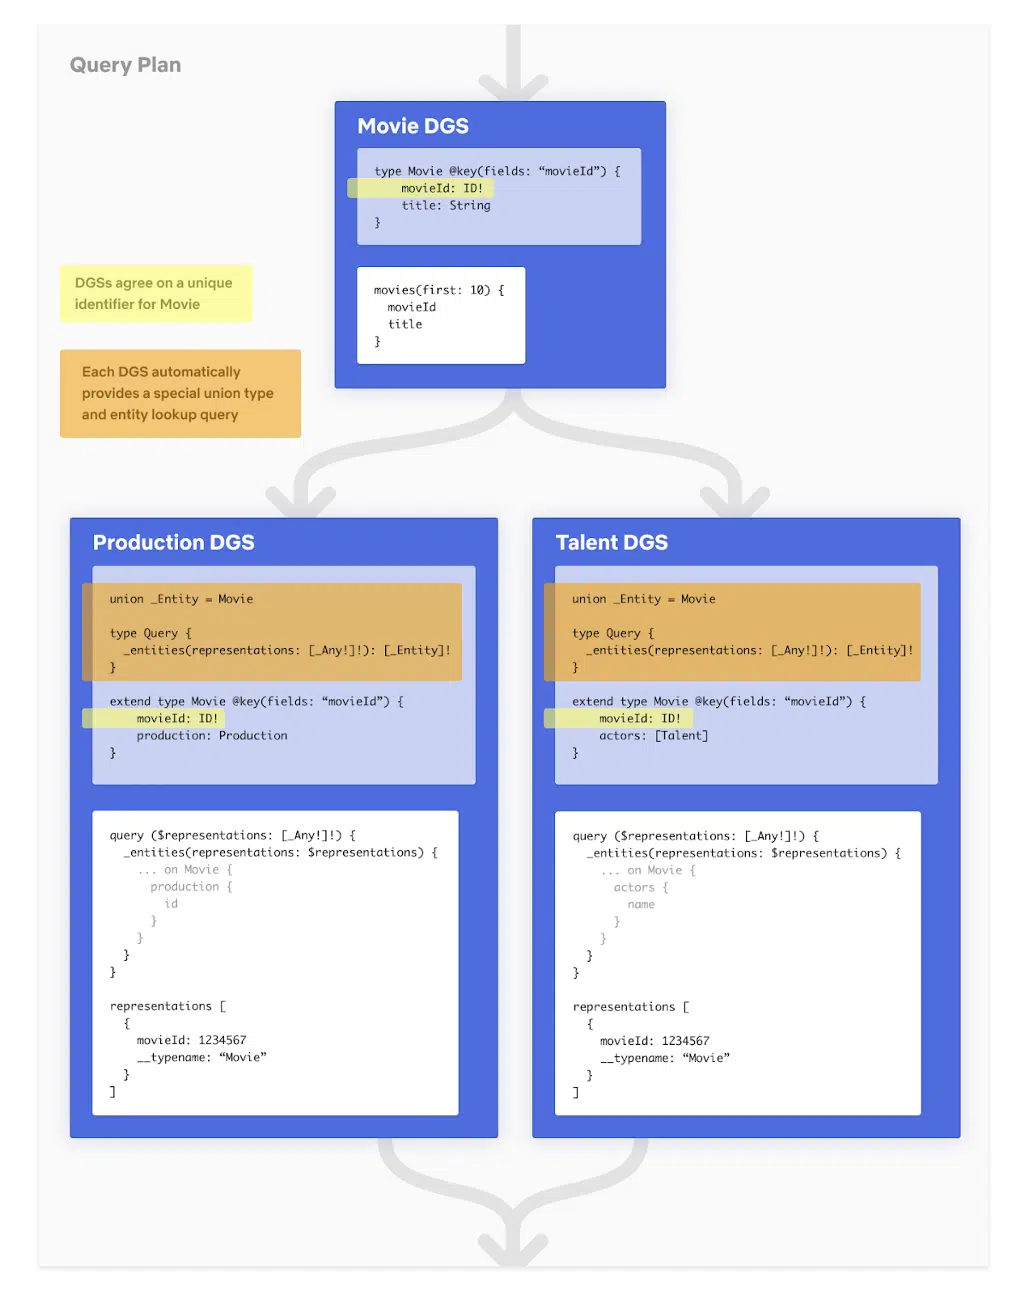 Query Plan
Movie DGS
type Movie @key(fields: “movieId”) {
movieId: ID!
title: String
}
movies(first: 10) {
movieId
title
}
DGSs agree on a unique
identifier for Movie
Each DGS automatically
provides a special union type
and entity lookup query
Production DGS
union _Entity = Movie
type Query {
_entities(representations: [_Any!]!): [_Entity]!
}
extend type Movie @key(fields: “movieId”) {
movieId: ID!
production: Production
}
query ($representations: [_Any!]!) {
_entities(representations: $representations) {
... on Movie {
production {
id
}
}
}
}
representations [
{
movieId: 1234567
__typename: “Movie”
}
]
Talent DGS
union _Entity = Movie
type Query {
_entities(representations: [_Any!]!): [_Entity]!
}
extend type Movie @key(fields: “movieId”) {
movieId: ID!
actors: [Talent]
}
query ($representations: [_Any!]!) {
_entities(representations: $representations) {
... on Movie {
actors {
name
}
}
}
}
representations [
{
movieId: 1234567
__typename: “Movie”
}
]